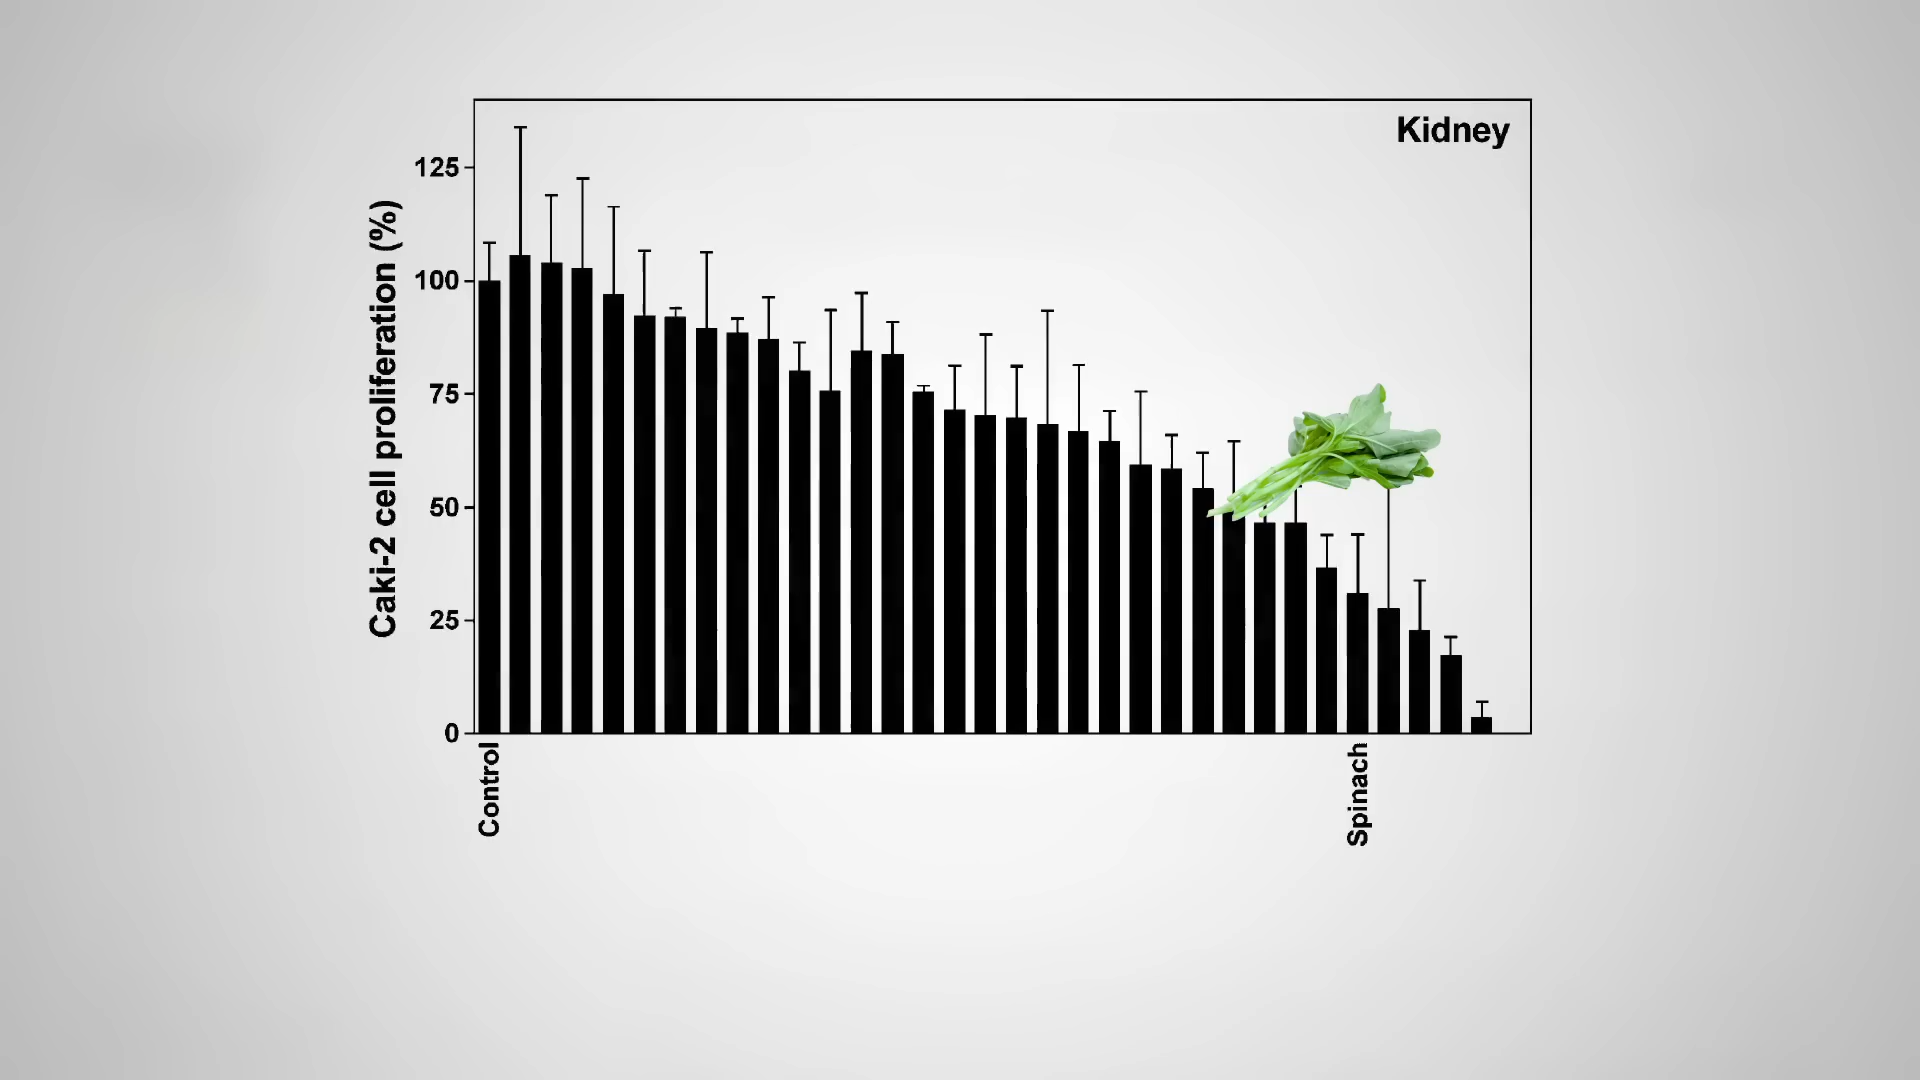 Kidney
Caki-2 cell proliferation (%)
125
100
75
50
25
0
Control
Spinach